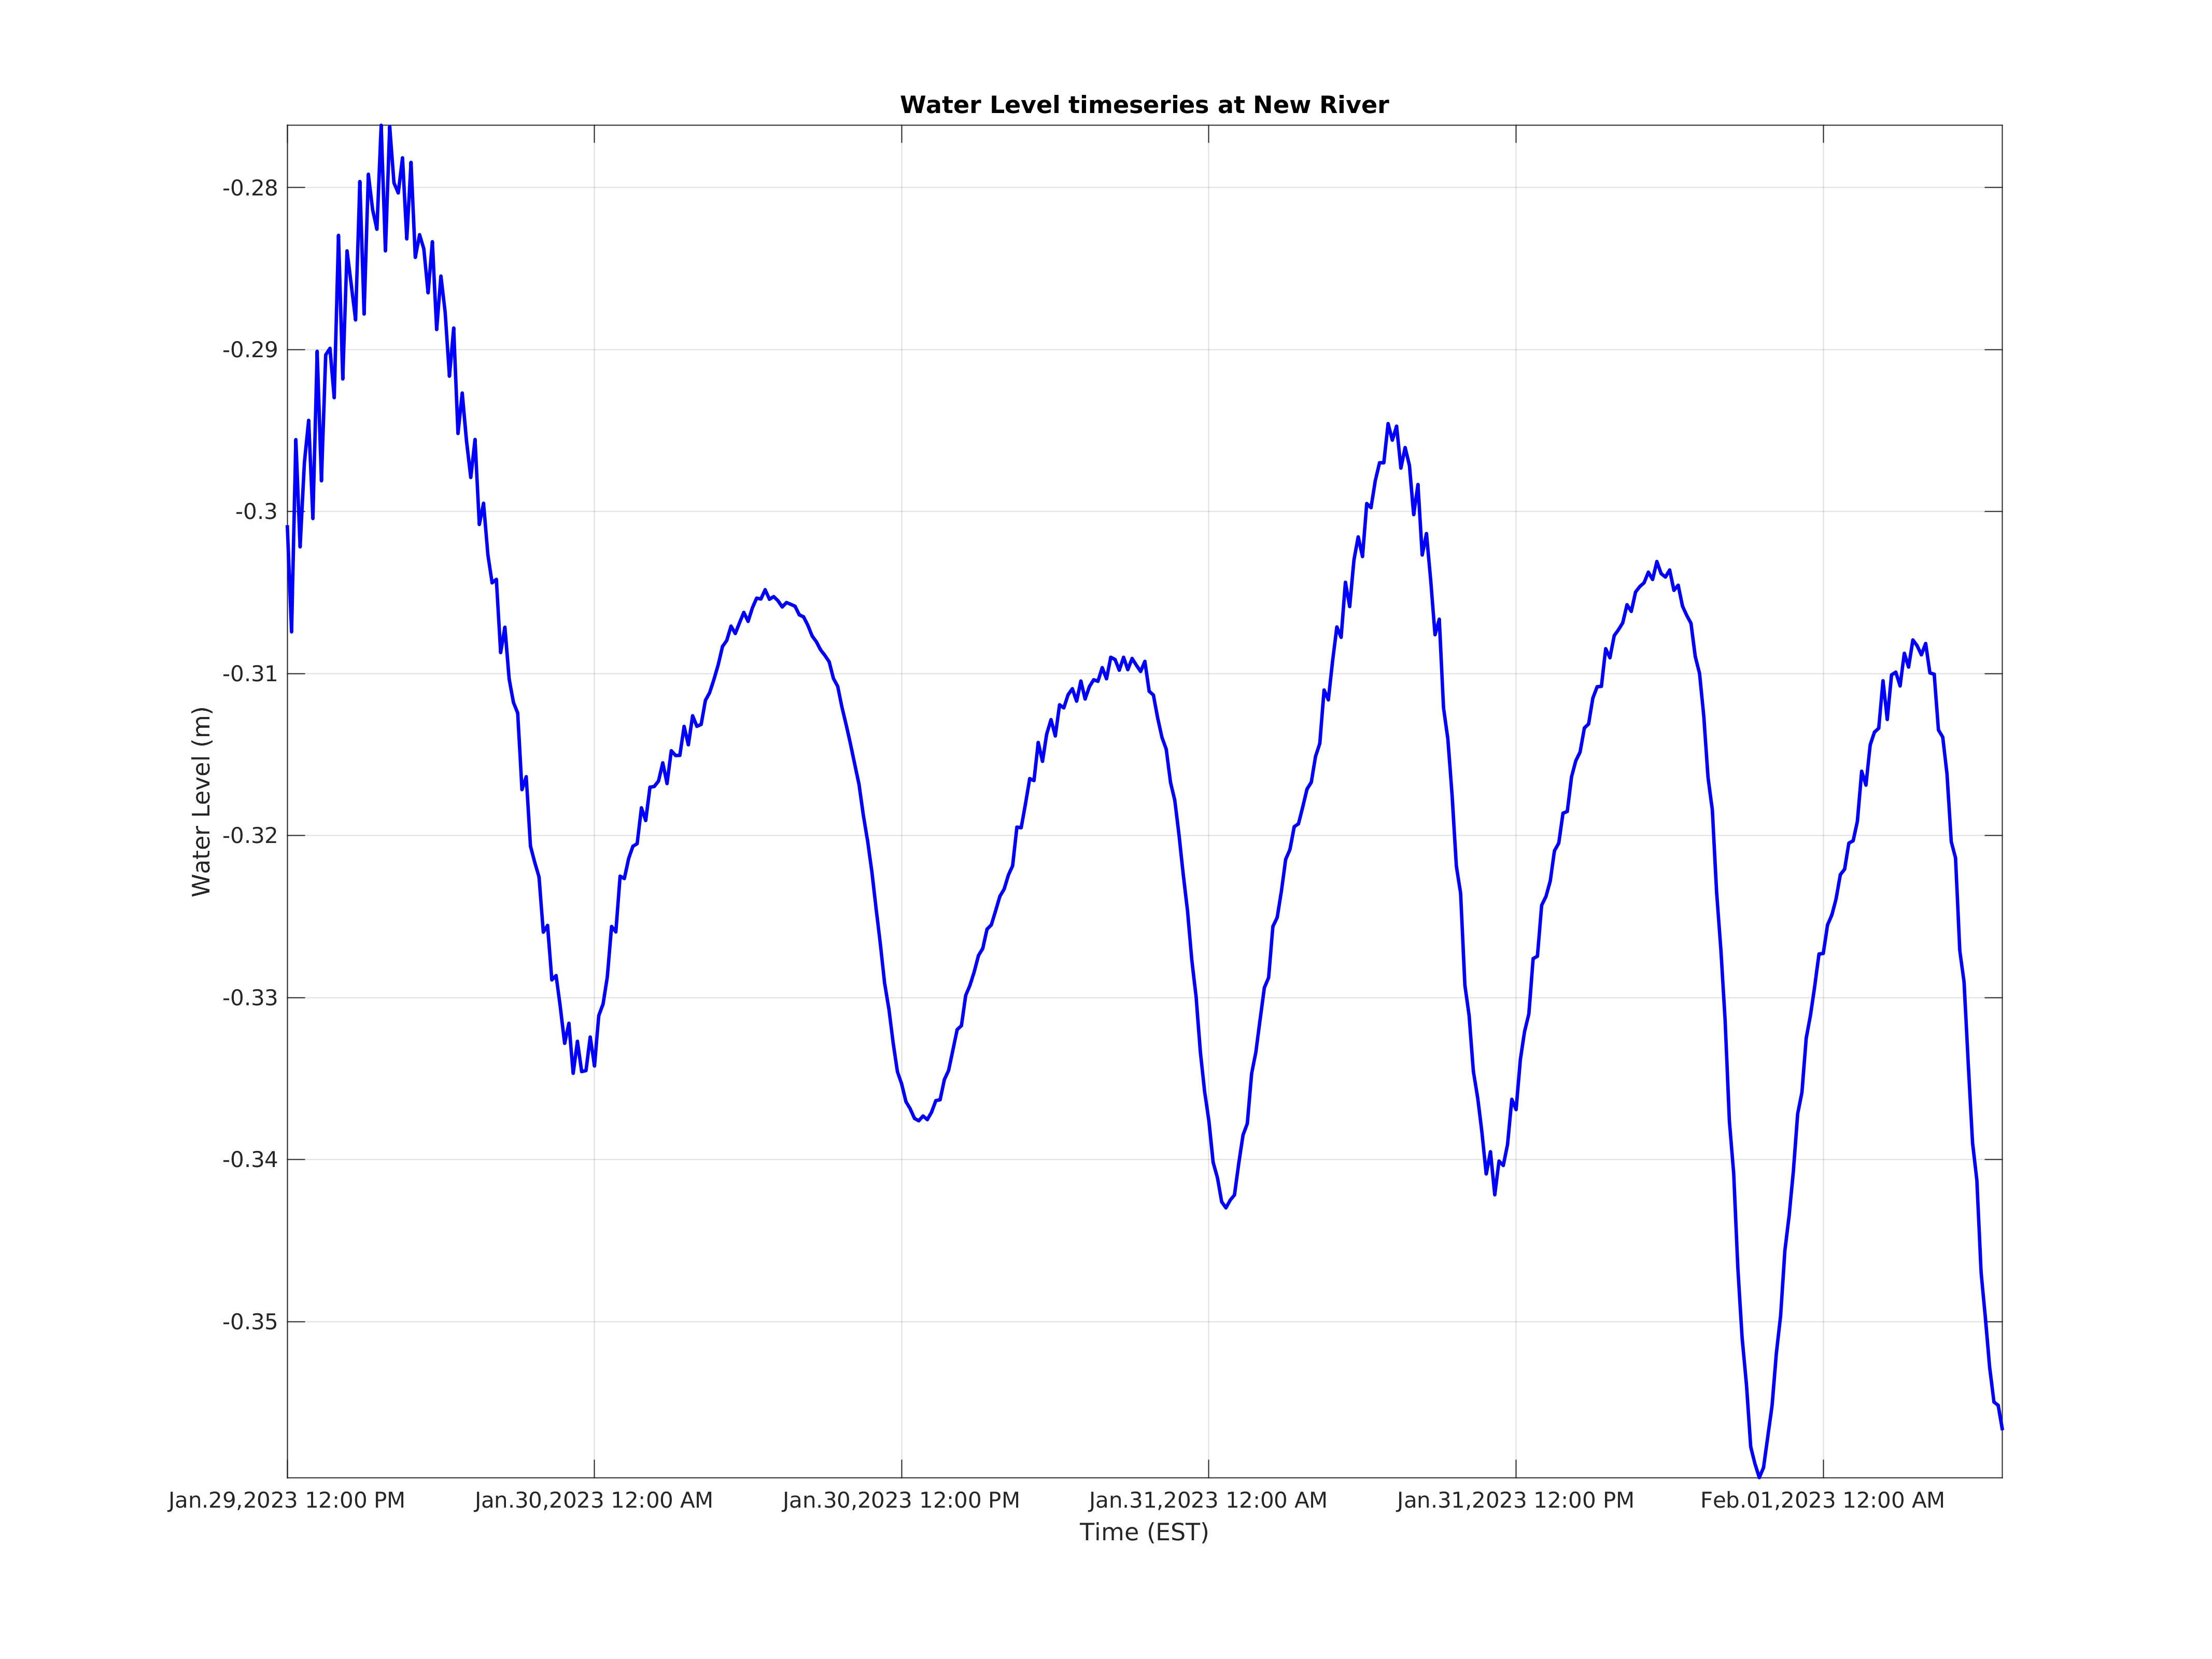 Water Level timeseries at New River
-0.28
-0.29
-0.3
-0.31
-0.32
-0.33
-0.34
-0.35
Water Level (m)
Jan.29,2023 12:00 PM
Jan.30,2023 12:00 AM
Jan.30,2023 12:00 PM
Jan.31,2023 12:00 AM
Jan.31,2023 12:00 PM
Feb.01,2023 12:00 AM
Time (EST)